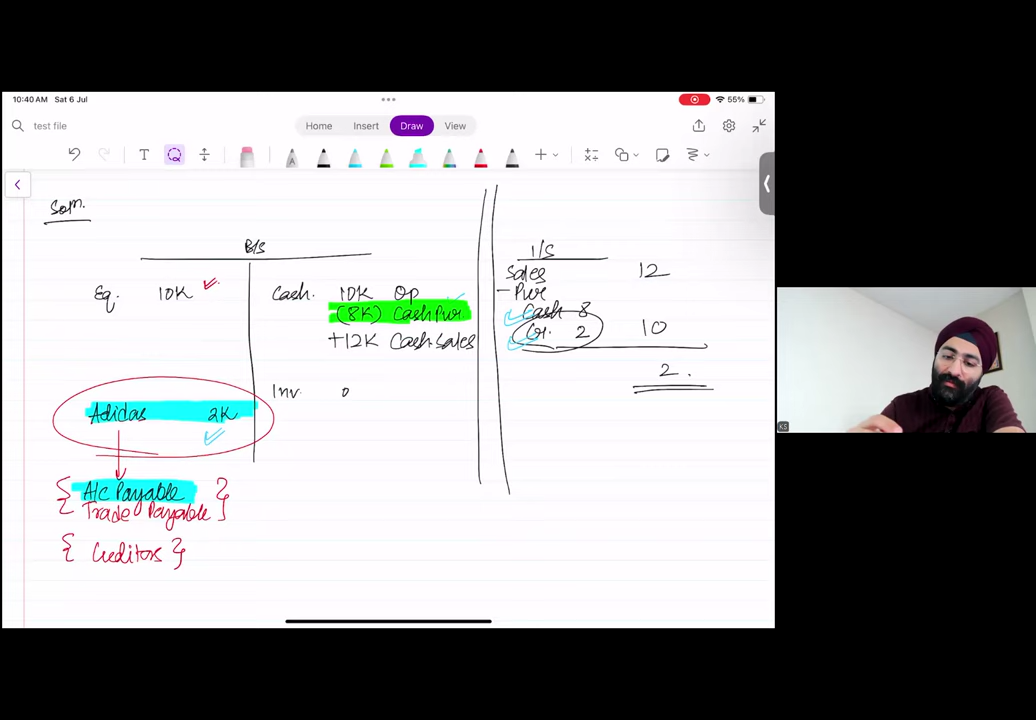 10:40 AM Sat 6 Jul
55%
test file
Home Insert Draw View
Soln.
B/S
Eq. 10K
Cash. 10K Op
(8K) Cash Pur
+12K Cash Sales
Inv. 0
Adidas 2K
{ A/c Payable }
{ Trade Payable }
{ Creditors }
I/S
Sales 12
- Pur
Cash 8
Cr. 2 10
2.
KS